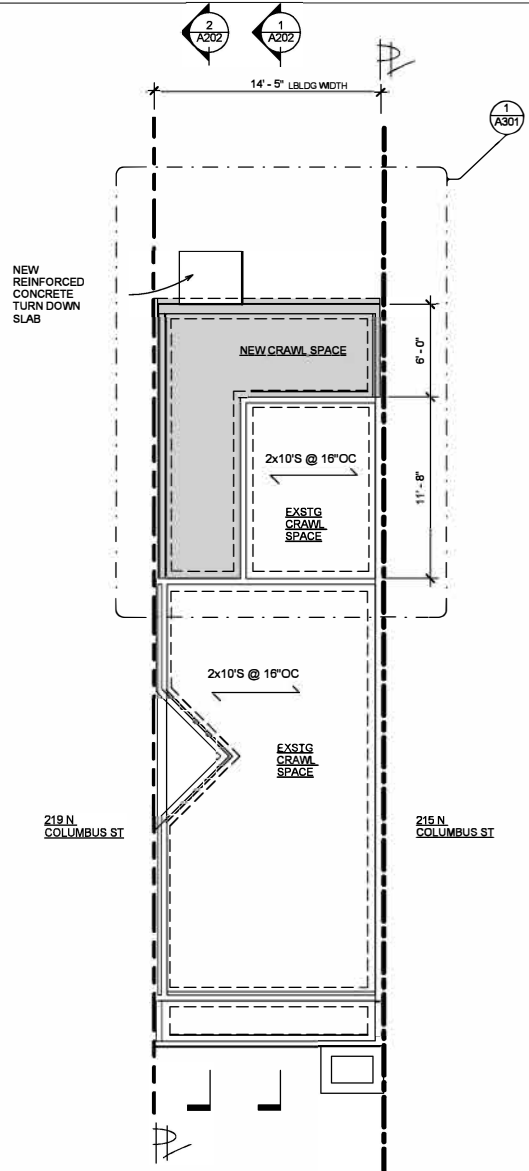 2
A202
1
A202
PL
14' - 5" LBLDG WIDTH
1
A301
NEW
REINFORCED
CONCRETE
TURN DOWN
SLAB
NEW CRAWL SPACE
6' - 0"
2x10'S @ 16"OC
EXSTG
CRAWL
SPACE
11' - 8"
2x10'S @ 16"OC
EXSTG
CRAWL
SPACE
219 N
COLUMBUS ST
215 N
COLUMBUS ST
PL